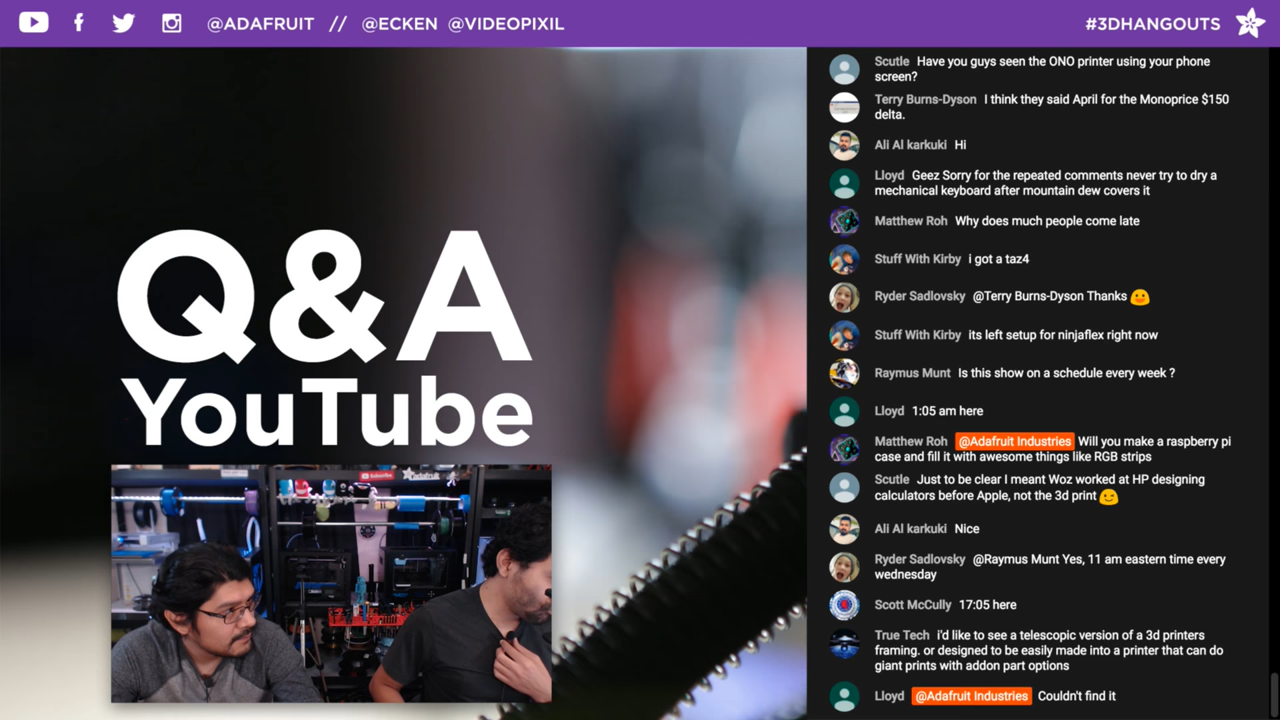 @ADAFRUIT // @ECKEN @VIDEOPIXIL
#3DHANGOUTS
Q&A
YouTube
Subscribe
Scutle Have you guys seen the ONO printer using your phone
screen?
Terry Burns-Dyson I think they said April for the Monoprice $150
delta.
Ali Al karkuki Hi
Lloyd Geez Sorry for the repeated comments never try to dry a
mechanical keyboard after mountain dew covers it
Matthew Roh Why does much people come late
Stuff With Kirby i got a taz4
Ryder Sadlovsky @Terry Burns-Dyson Thanks
Stuff With Kirby its left setup for ninjaflex right now
Raymus Munt Is this show on a schedule every week ?
Lloyd 1:05 am here
Matthew Roh @Adafruit Industries Will you make a raspberry pi
case and fill it with awesome things like RGB strips
Scutle Just to be clear I meant Woz worked at HP designing
calculators before Apple, not the 3d print
Ali Al karkuki Nice
Ryder Sadlovsky @Raymus Munt Yes, 11 am eastern time every
wednesday
Scott McCully 17:05 here
True Tech i'd like to see a telescopic version of a 3d printers
framing. or designed to be easily made into a printer that can do
giant prints with addon part options
Lloyd @Adafruit Industries Couldn't find it